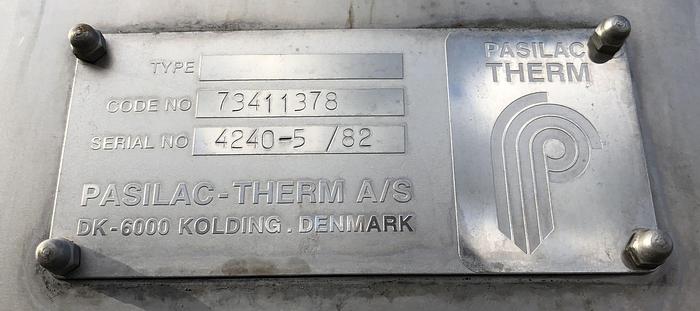 TYPE
CODE NO 73411378
SERIAL NO 4240-5 /82
PASILAC-THERM A/S
DK-6000 KOLDING. DENMARK
PASILAC
THERM